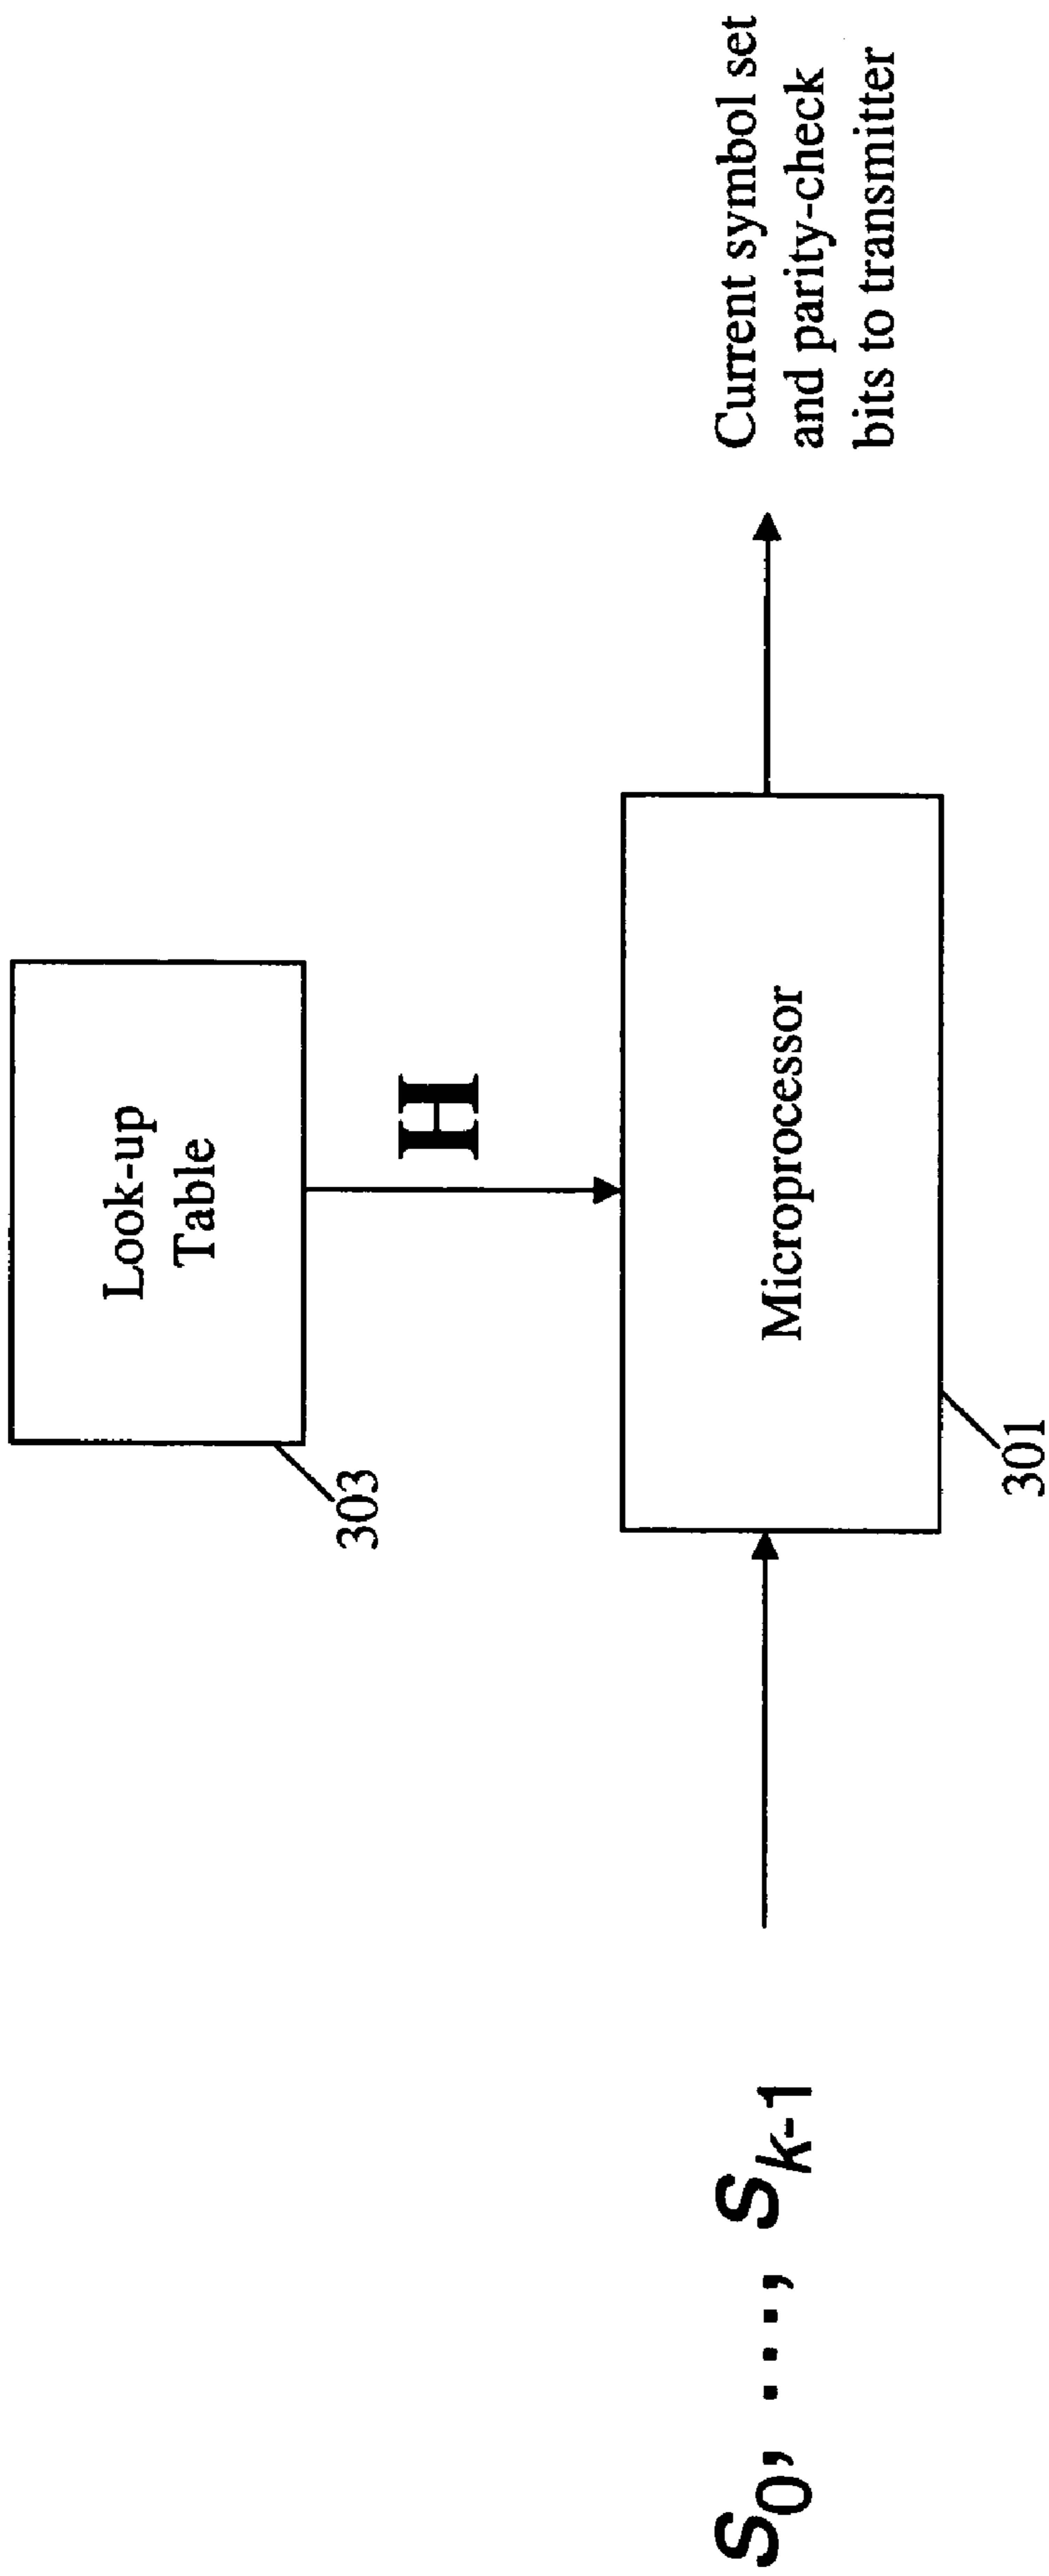 Look-up
Table
303
H
s0, ..., sk-1
Microprocessor
301
Current symbol set
and parity-check
bits to transmitter